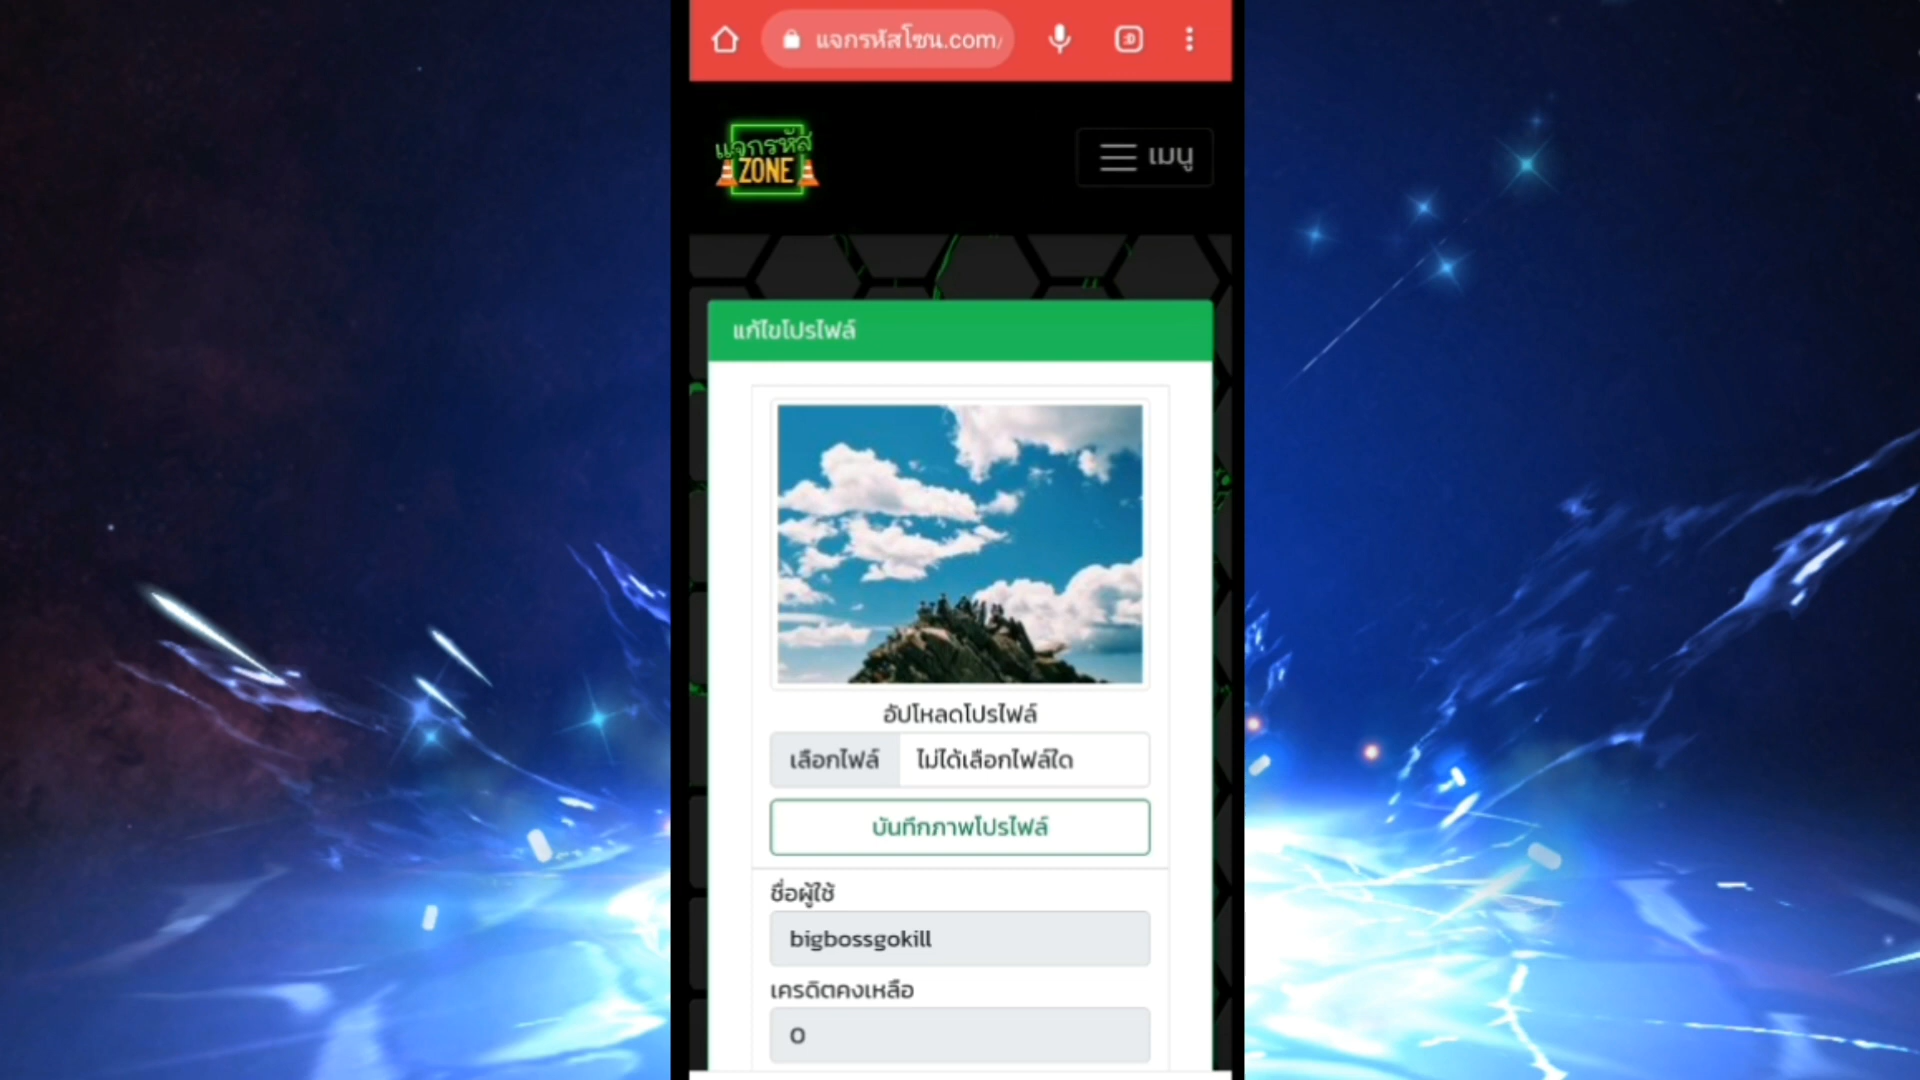 แจกรหัสโซน.com/
:D
แจกรหัส
ZONE
เมนู
แก้ไขโปรไฟล์
อัปโหลดโปรไฟล์
เลือกไฟล์ ไม่ได้เลือกไฟล์ใด
บันทึกภาพโปรไฟล์
ชื่อผู้ใช้
bigbossgokill
เครดิตคงเหลือ
0